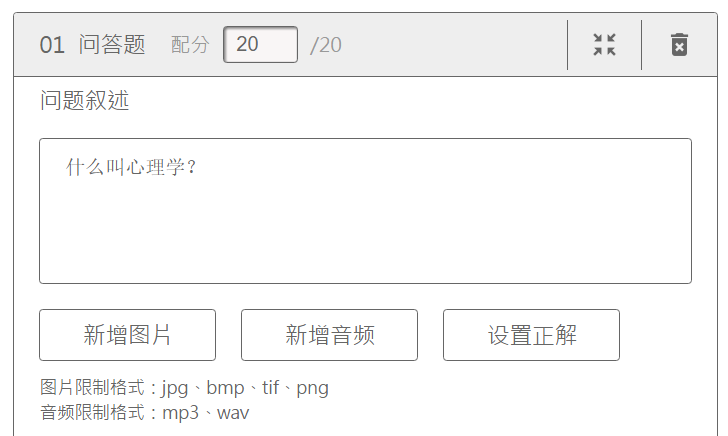 01 问答题 配分 20 /20
问题叙述
什么叫心理学？
新增图片 新增音频 设置正解
图片限制格式：jpg、bmp、tif、png
音频限制格式：mp3、wav